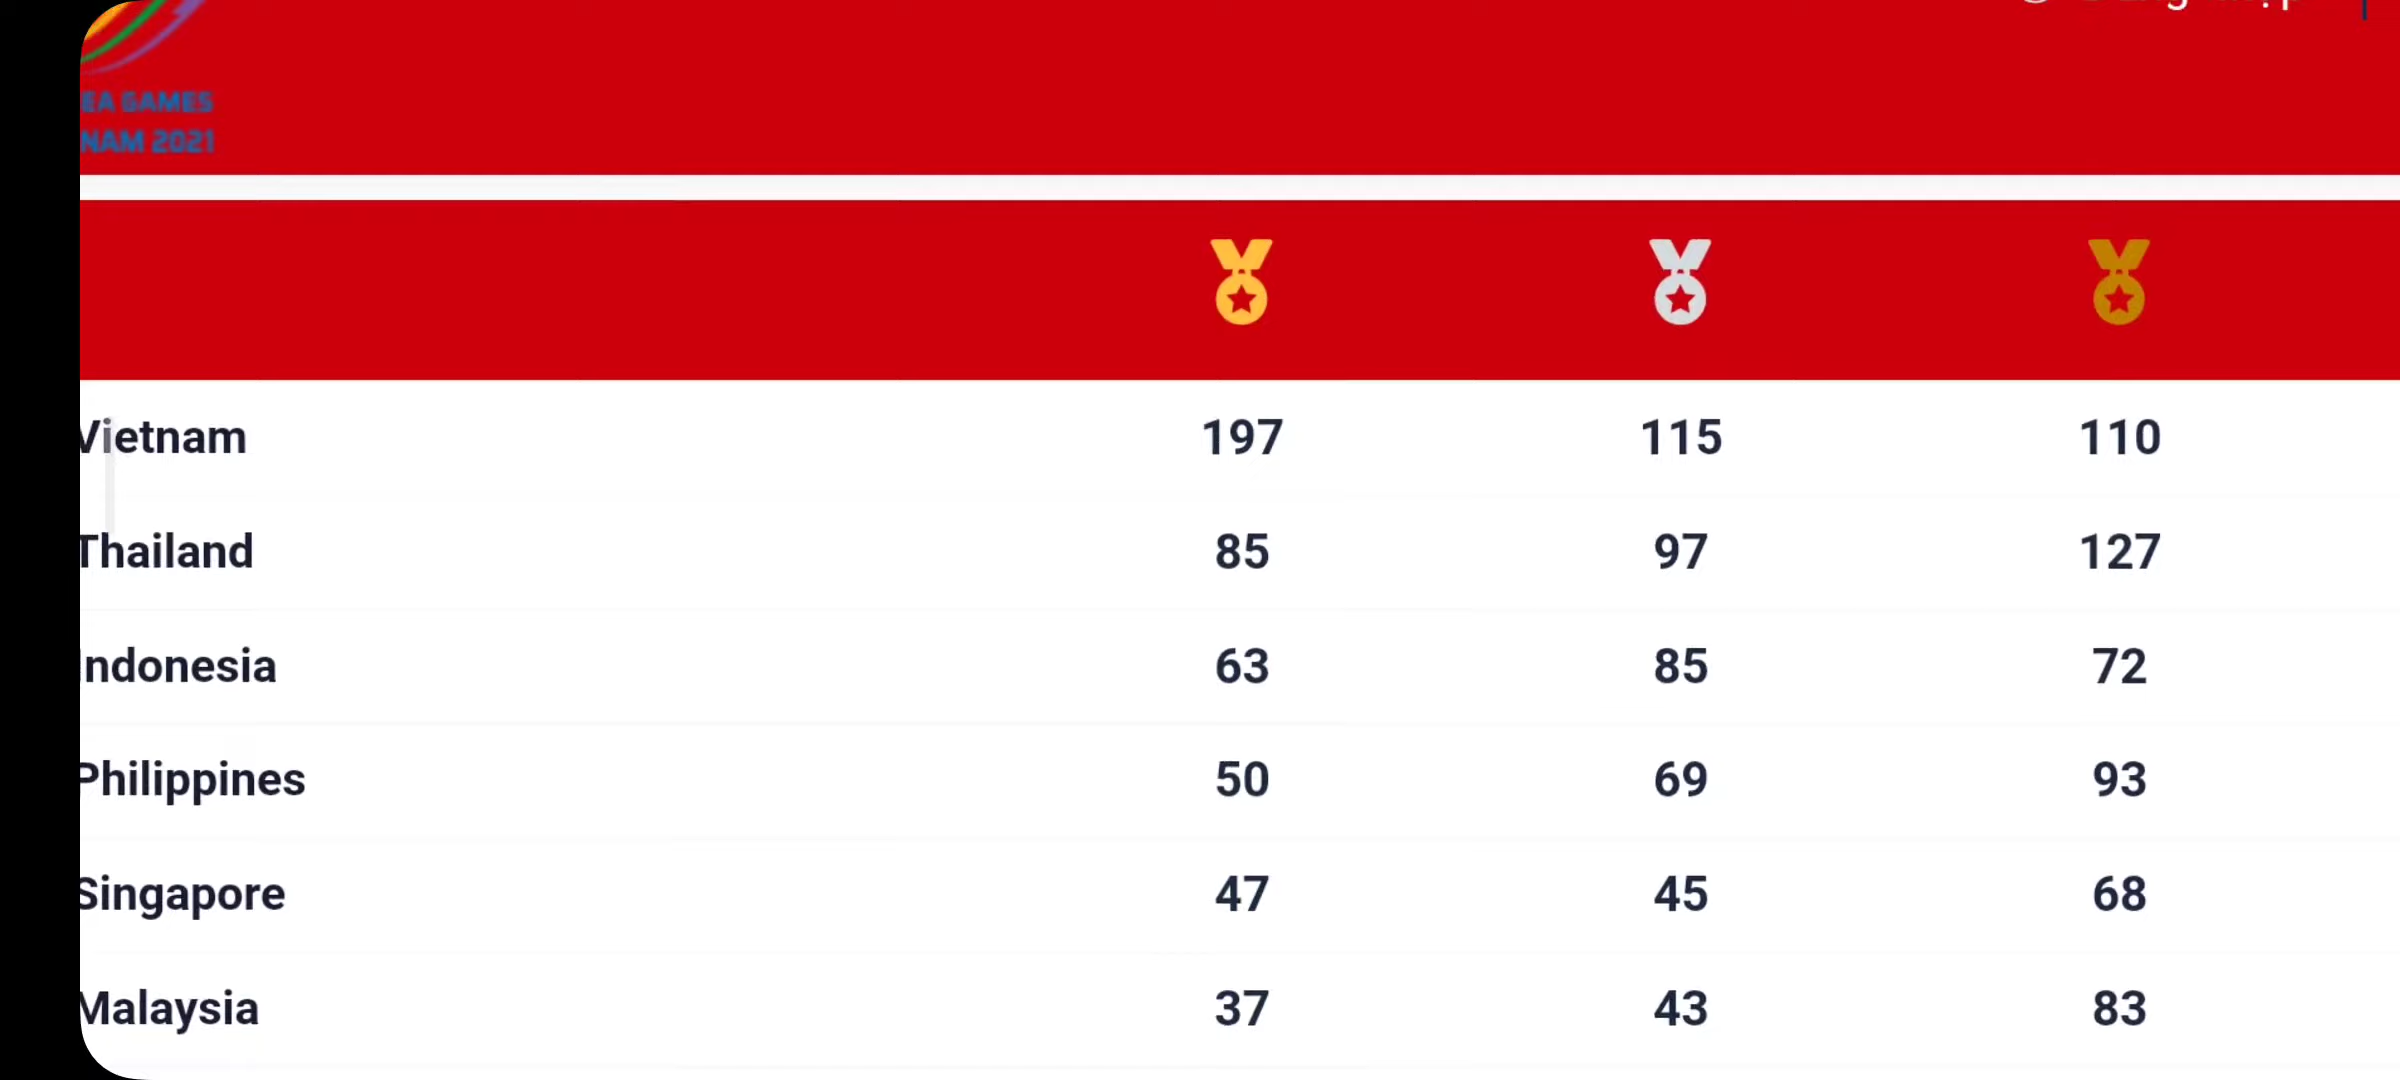 EA GAMES
NAM 2021
Vietnam 197 115 110
Thailand 85 97 127
Indonesia 63 85 72
Philippines 50 69 93
Singapore 47 45 68
Malaysia 37 43 83